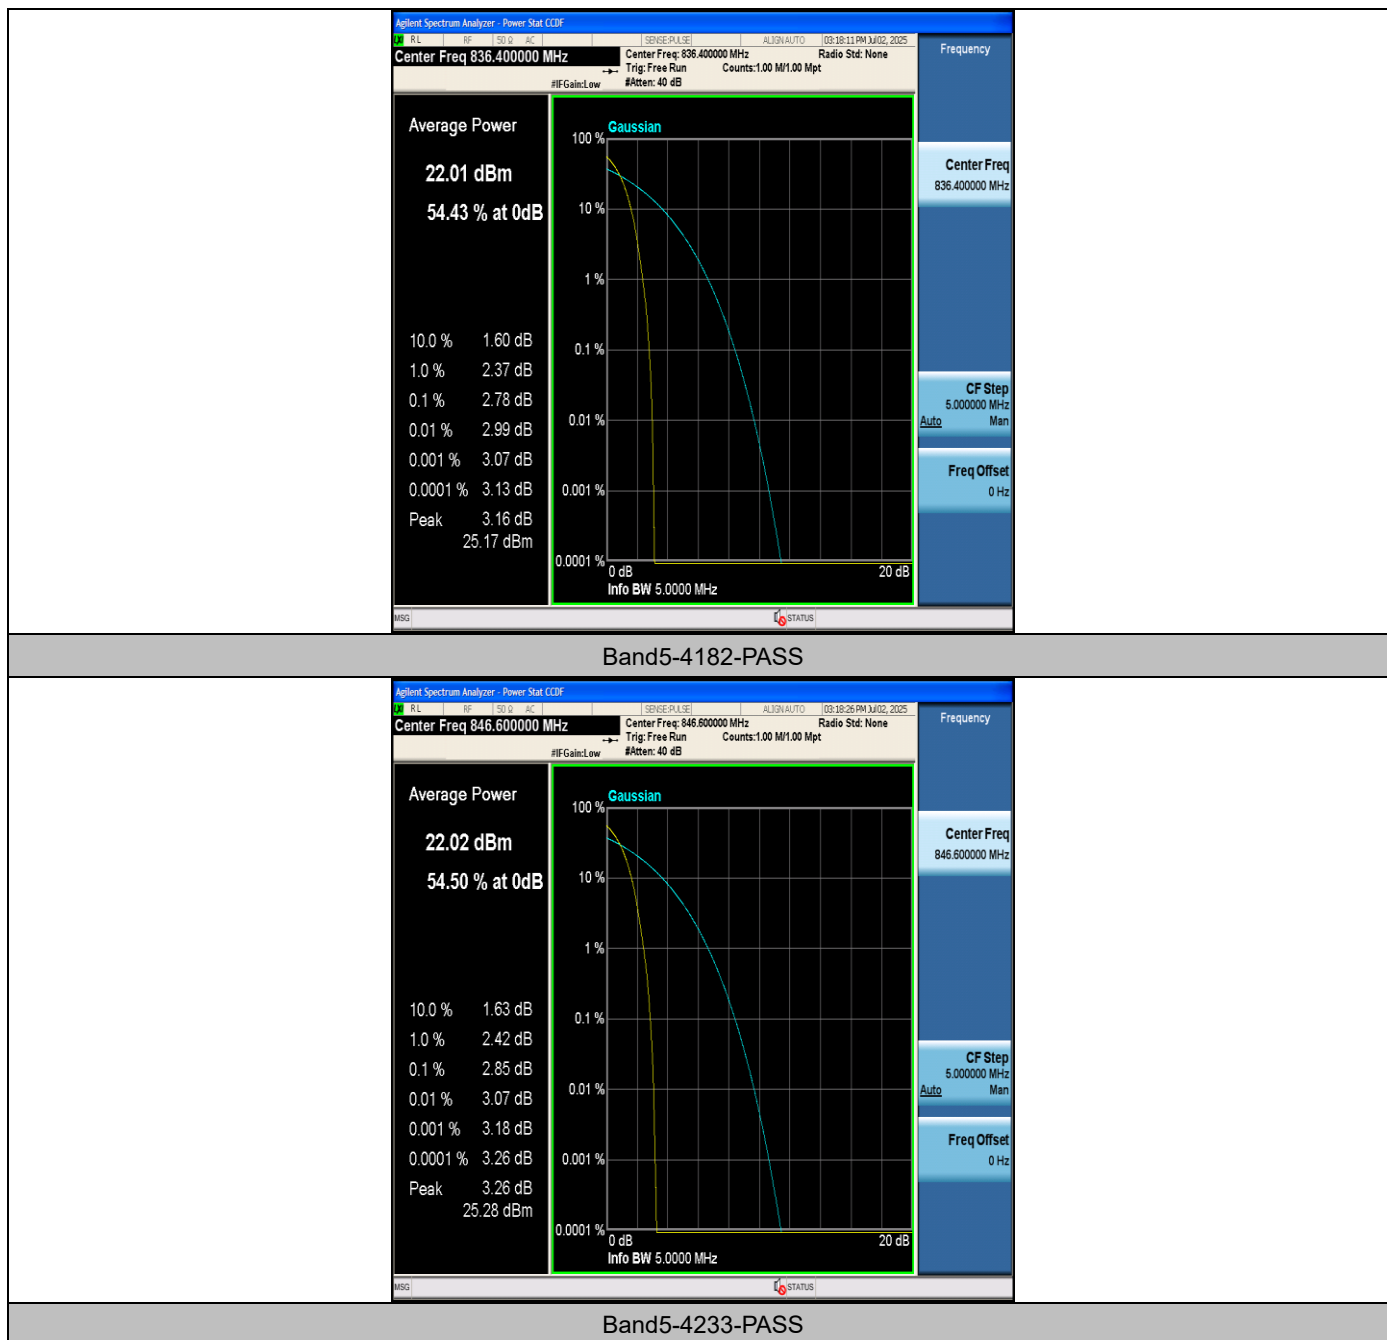 Agilent Spectrum Analyzer - Power Stat CCDF
RL RF 50 Ω AC SENSE:PULSE ALIGN AUTO 03:18:11 PM Jul 02, 2025
Center Freq 836.400000 MHz
Center Freq: 836.400000 MHz Radio Std: None
Trig: Free Run Counts:1.00 M/1.00 Mpt
#IFGain:Low #Atten: 40 dB
Frequency
Average Power
22.01 dBm
54.43 % at 0dB
10.0 % 1.60 dB
1.0 % 2.37 dB
0.1 % 2.78 dB
0.01 % 2.99 dB
0.001 % 3.07 dB
0.0001 % 3.13 dB
Peak 3.16 dB
25.17 dBm
Gaussian
100 %
10 %
1 %
0.1 %
0.01 %
0.001 %
0.0001 %
0 dB 20 dB
Info BW 5.0000 MHz
Center Freq
836.400000 MHz
CF Step
5.000000 MHz
Auto Man
Freq Offset
0 Hz
MSG STATUS
Band5-4182-PASS
Agilent Spectrum Analyzer - Power Stat CCDF
RL RF 50 Ω AC SENSE:PULSE ALIGN AUTO 03:18:26 PM Jul 02, 2025
Center Freq 846.600000 MHz
Center Freq: 846.600000 MHz Radio Std: None
Trig: Free Run Counts:1.00 M/1.00 Mpt
#IFGain:Low #Atten: 40 dB
Frequency
Average Power
22.02 dBm
54.50 % at 0dB
10.0 % 1.63 dB
1.0 % 2.42 dB
0.1 % 2.85 dB
0.01 % 3.07 dB
0.001 % 3.18 dB
0.0001 % 3.26 dB
Peak 3.26 dB
25.28 dBm
Gaussian
100 %
10 %
1 %
0.1 %
0.01 %
0.001 %
0.0001 %
0 dB 20 dB
Info BW 5.0000 MHz
Center Freq
846.600000 MHz
CF Step
5.000000 MHz
Auto Man
Freq Offset
0 Hz
MSG STATUS
Band5-4233-PASS